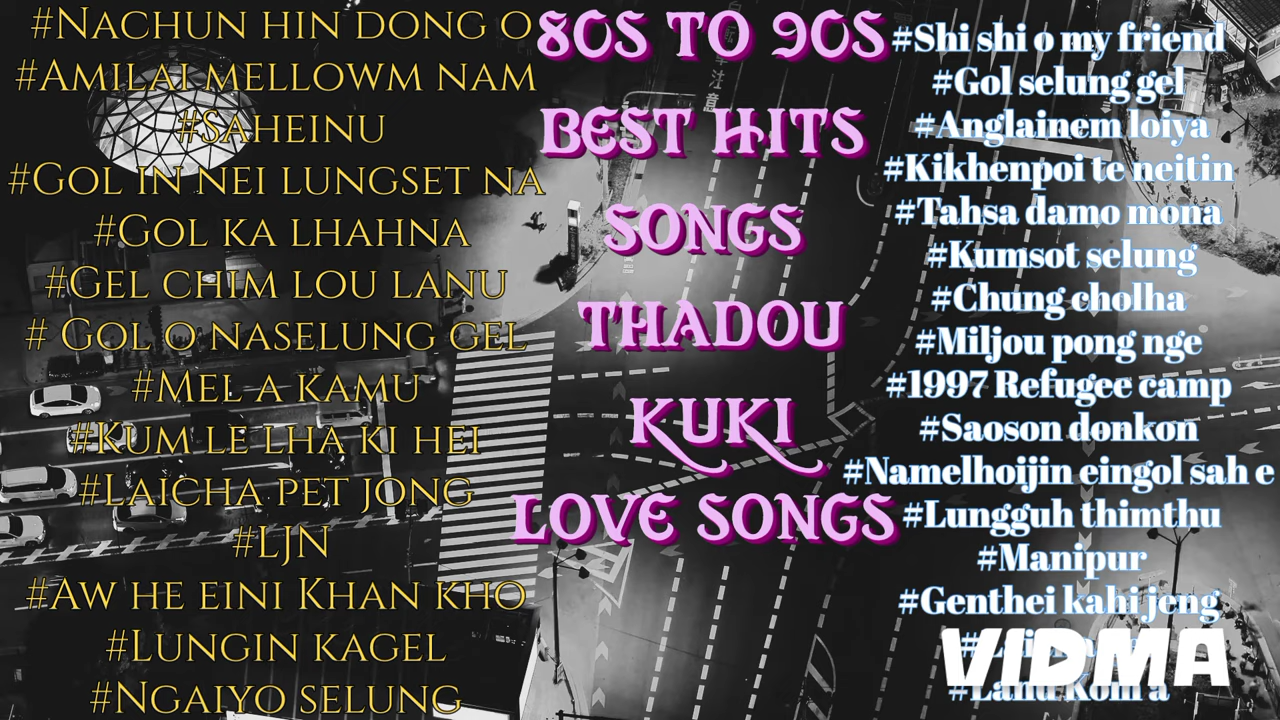 #Nachun hin dong o
#Amilai mellowm nam
#Saheinu
#Gol in nei lungset na
#Gol ka lhahna
#Gel chim lou lanu
# Gol o naselung gel
#Mel a kamu
#Kum le lha ki hei
#Laicha pet jong
#LJN
#Aw he eini Khan kho
#Lungin kagel
#Ngaiyo selung
80s TO 90s
BEST HITS
SONGS
THADOU
KUKI
LOVE SONGS
#Shi shi o my friend
#Gol selung gel
#Anglainem loiya
#Kikhenpoi te neitin
#Tahsa damo mona
#Kumsot selung
#Chung cholha
#Miljou pong nge
#1997 Refugee camp
#Saoson donkon
#Namelhoijin eingol sah e
#Lungguh thimthu
#Manipur
#Genthei kahi jeng
#Lanu
VIDMA